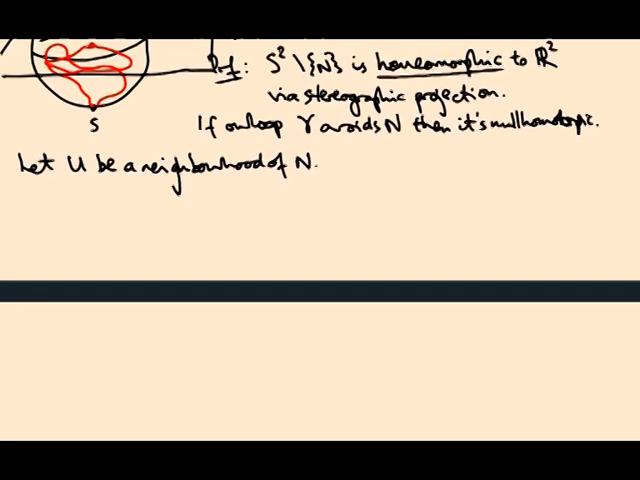 Prf: S² \ {N} is homeomorphic to ℝ²
via stereographic projection.
S
If our loop γ avoids N then it's nullhomotopic.
Let U be a neighbourhood of N.